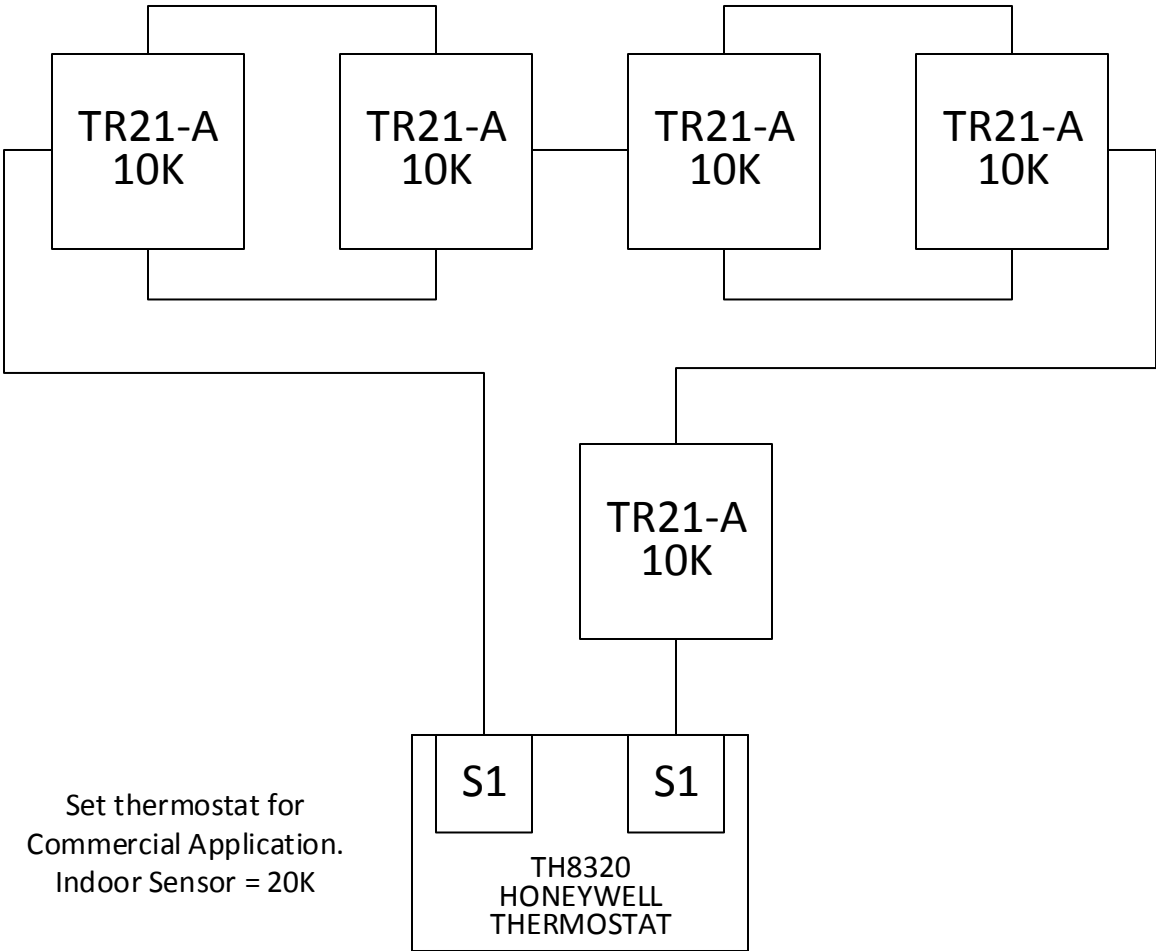 TR21-A
10K
TR21-A
10K
TR21-A
10K
TR21-A
10K
TR21-A
10K
S1
S1
Set thermostat for
Commercial Application.
Indoor Sensor = 20K
TH8320
HONEYWELL
THERMOSTAT